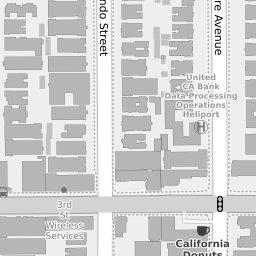 ndo Street
re Avenue
United
CA Bank
Data Processing
Operations
Heliport
H
3rd
St
Wireless
Services
California
Donuts